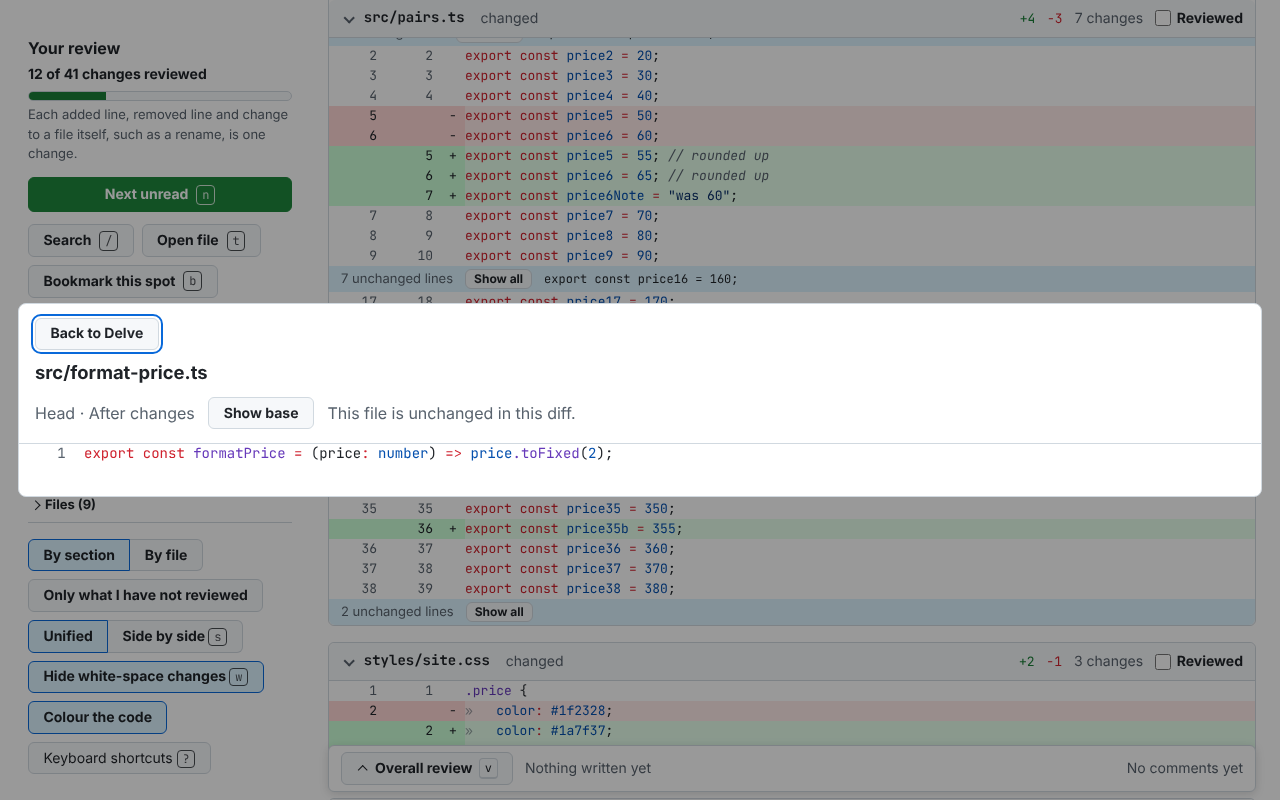 Your review
12 of 41 changes reviewed
Each added line, removed line and change
to a file itself, such as a rename, is one
change.
Next unread n
Search / Open file t
Bookmark this spot b
src/pairs.ts changed +4 -3 7 changes Reviewed
2 2 export const price2 = 20;
3 3 export const price3 = 30;
4 4 export const price4 = 40;
5 - export const price5 = 50;
6 - export const price6 = 60;
5 + export const price5 = 55; // rounded up
6 + export const price6 = 65; // rounded up
7 + export const price6Note = "was 60";
7 8 export const price7 = 70;
8 9 export const price8 = 80;
9 10 export const price9 = 90;
7 unchanged lines Show all export const price16 = 160;
17 18 export const price17 = 170;
Back to Delve
src/format-price.ts
Head · After changes Show base This file is unchanged in this diff.
1 export const formatPrice = (price: number) => price.toFixed(2);
Files (9)
By section By file
Only what I have not reviewed
Unified Side by side s
Hide white-space changes w
Colour the code
Keyboard shortcuts ?
35 35 export const price35 = 350;
36 + export const price35b = 355;
36 37 export const price36 = 360;
37 38 export const price37 = 370;
38 39 export const price38 = 380;
2 unchanged lines Show all
styles/site.css changed +2 -1 3 changes Reviewed
1 1 .price {
2 - » color: #1f2328;
2 + » color: #1a7f37;
Overall review v Nothing written yet No comments yet